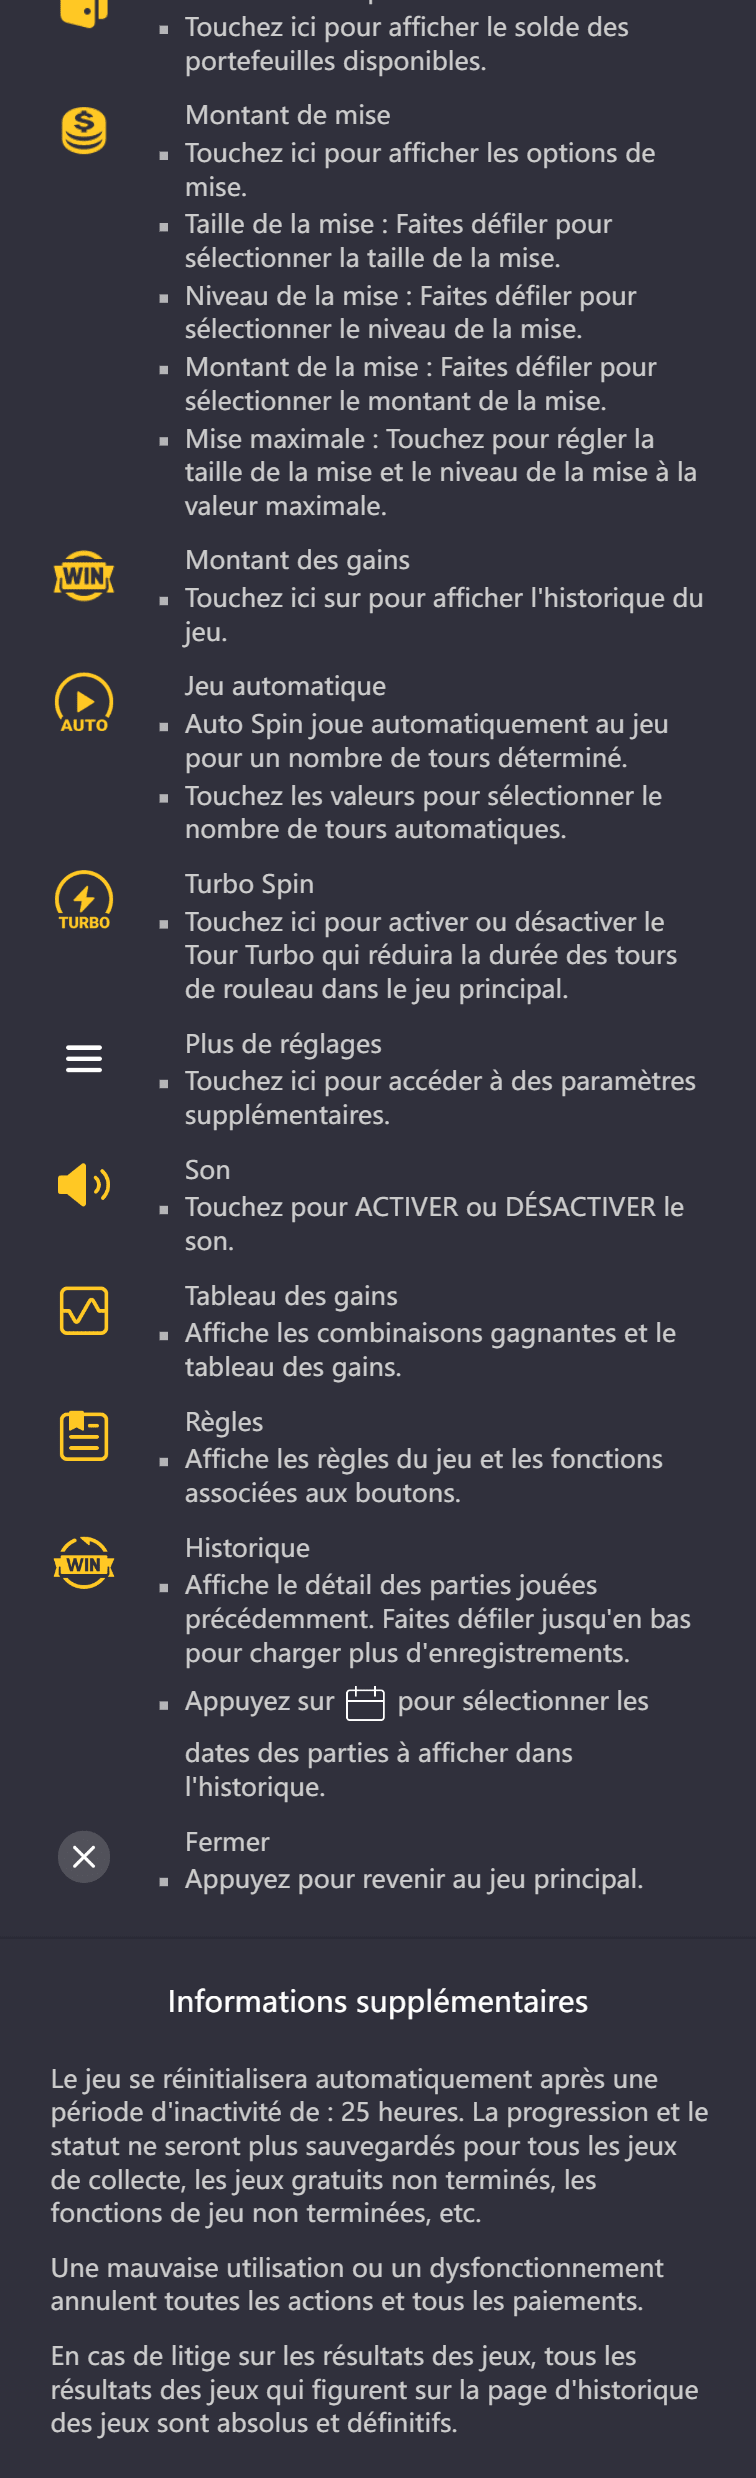 Touchez ici pour afficher le solde des
portefeuilles disponibles.
Montant de mise
Touchez ici pour afficher les options de
mise.
Taille de la mise : Faites défiler pour
sélectionner la taille de la mise.
Niveau de la mise : Faites défiler pour
sélectionner le niveau de la mise.
Montant de la mise : Faites défiler pour
sélectionner le montant de la mise.
Mise maximale : Touchez pour régler la
taille de la mise et le niveau de la mise à la
valeur maximale.
WIN
Montant des gains
Touchez ici sur pour afficher l'historique du
jeu.
AUTO
Jeu automatique
Auto Spin joue automatiquement au jeu
pour un nombre de tours déterminé.
Touchez les valeurs pour sélectionner le
nombre de tours automatiques.
TURBO
Turbo Spin
Touchez ici pour activer ou désactiver le
Tour Turbo qui réduira la durée des tours
de rouleau dans le jeu principal.
Plus de réglages
Touchez ici pour accéder à des paramètres
supplémentaires.
Son
Touchez pour ACTIVER ou DÉSACTIVER le
son.
Tableau des gains
Affiche les combinaisons gagnantes et le
tableau des gains.
Règles
Affiche les règles du jeu et les fonctions
associées aux boutons.
WIN
Historique
Affiche le détail des parties jouées
précédemment. Faites défiler jusqu'en bas
pour charger plus d'enregistrements.
Appuyez sur pour sélectionner les
dates des parties à afficher dans
l'historique.
Fermer
Appuyez pour revenir au jeu principal.
Informations supplémentaires
Le jeu se réinitialisera automatiquement après une
période d'inactivité de : 25 heures. La progression et le
statut ne seront plus sauvegardés pour tous les jeux
de collecte, les jeux gratuits non terminés, les
fonctions de jeu non terminées, etc.
Une mauvaise utilisation ou un dysfonctionnement
annulent toutes les actions et tous les paiements.
En cas de litige sur les résultats des jeux, tous les
résultats des jeux qui figurent sur la page d'historique
des jeux sont absolus et définitifs.